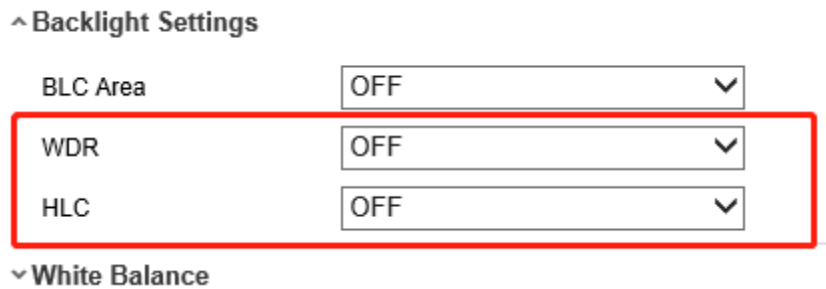 Backlight Settings
BLC Area OFF
WDR OFF
HLC OFF
White Balance